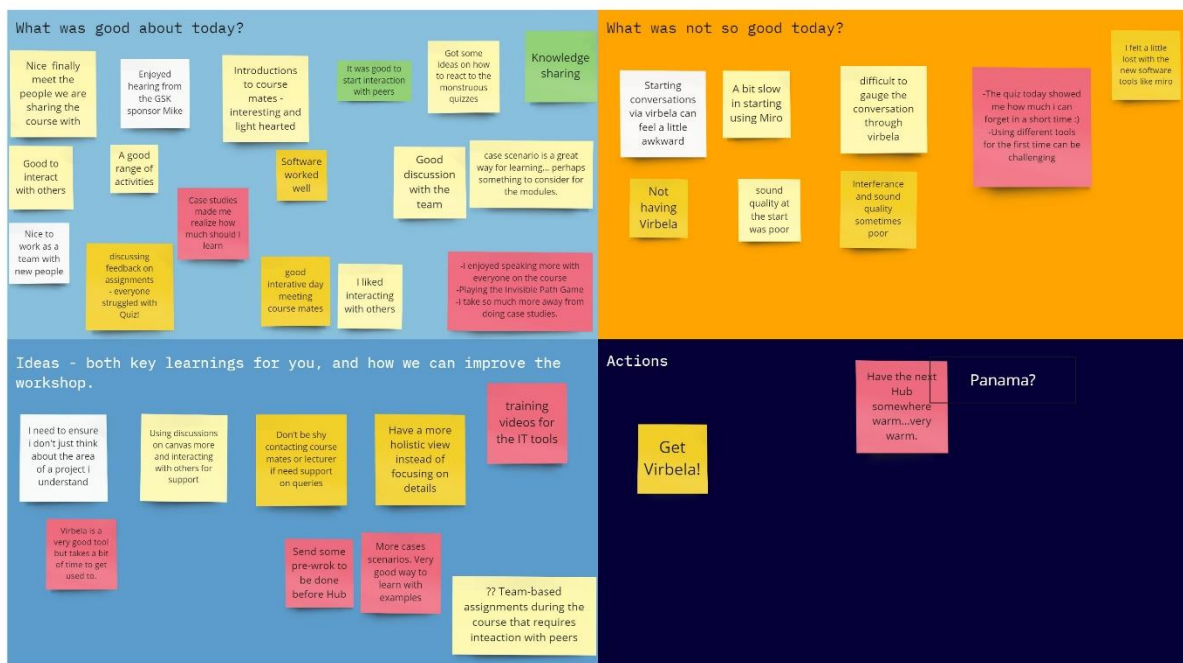 What was good about today?
Nice finally
meet the
people we are
sharing the
course with
Enjoyed
hearing from
the GSK
sponsor Mike
Introductions
to course
mates -
interesting and
light hearted
It was good to
start interaction
with peers
Got some
ideas on how
to react to the
monstruous
quizzes
Knowledge
sharing
Good to
interact
with others
A good
range of
activities
Case studies
made me
realize how
much should I
learn
Software
worked
well
Good
discussion
with the
team
case scenario is a great
way for learning... perhaps
something to consider for
the modules.
Nice to
work as a
team with
new people
discussing
feedback on
assignments
- everyone
struggled with
Quiz!
good
interative day
meeting
course mates
I liked
interacting
with others
-I enjoyed speaking more with
everyone on the course
-Playing the Invisible Path Game
-I take so much more away from
doing case studies.
What was not so good today?
Starting
conversations
via virbela can
feel a little
awkward
A bit slow
in starting
using Miro
difficult to
gauge the
conversation
through
virbela
-The quiz today showed
me how much i can
forget in a short time :)
-Using different tools
for the first time can be
challenging
I felt a little
lost with the
new software
tools like miro
Not
having
Virbela
sound
quality at
the start
was poor
Interferance
and sound
quality
sometimes
poor
Ideas - both key learnings for you, and how we can improve the
workshop.
I need to ensure
i don't just think
about the area
of a project i
understand
Using discussions
on canvas more
and interacting
with others for
support
Don't be shy
contacting course
mates or lecturer
if need support
on queries
Have a more
holistic view
instead of
focusing on
details
training
videos for
the IT tools
Virbela is a
very good tool
but takes a bit
of time to get
used to.
Send some
pre-wrok to
be done
before Hub
More cases
scenarios. Very
good way to
learn with
examples
?? Team-based
assignments during the
course that requires
inteaction with peers
Actions
Get
Virbela!
Have the next
Hub
somewhere
warm...very
warm.
Panama?